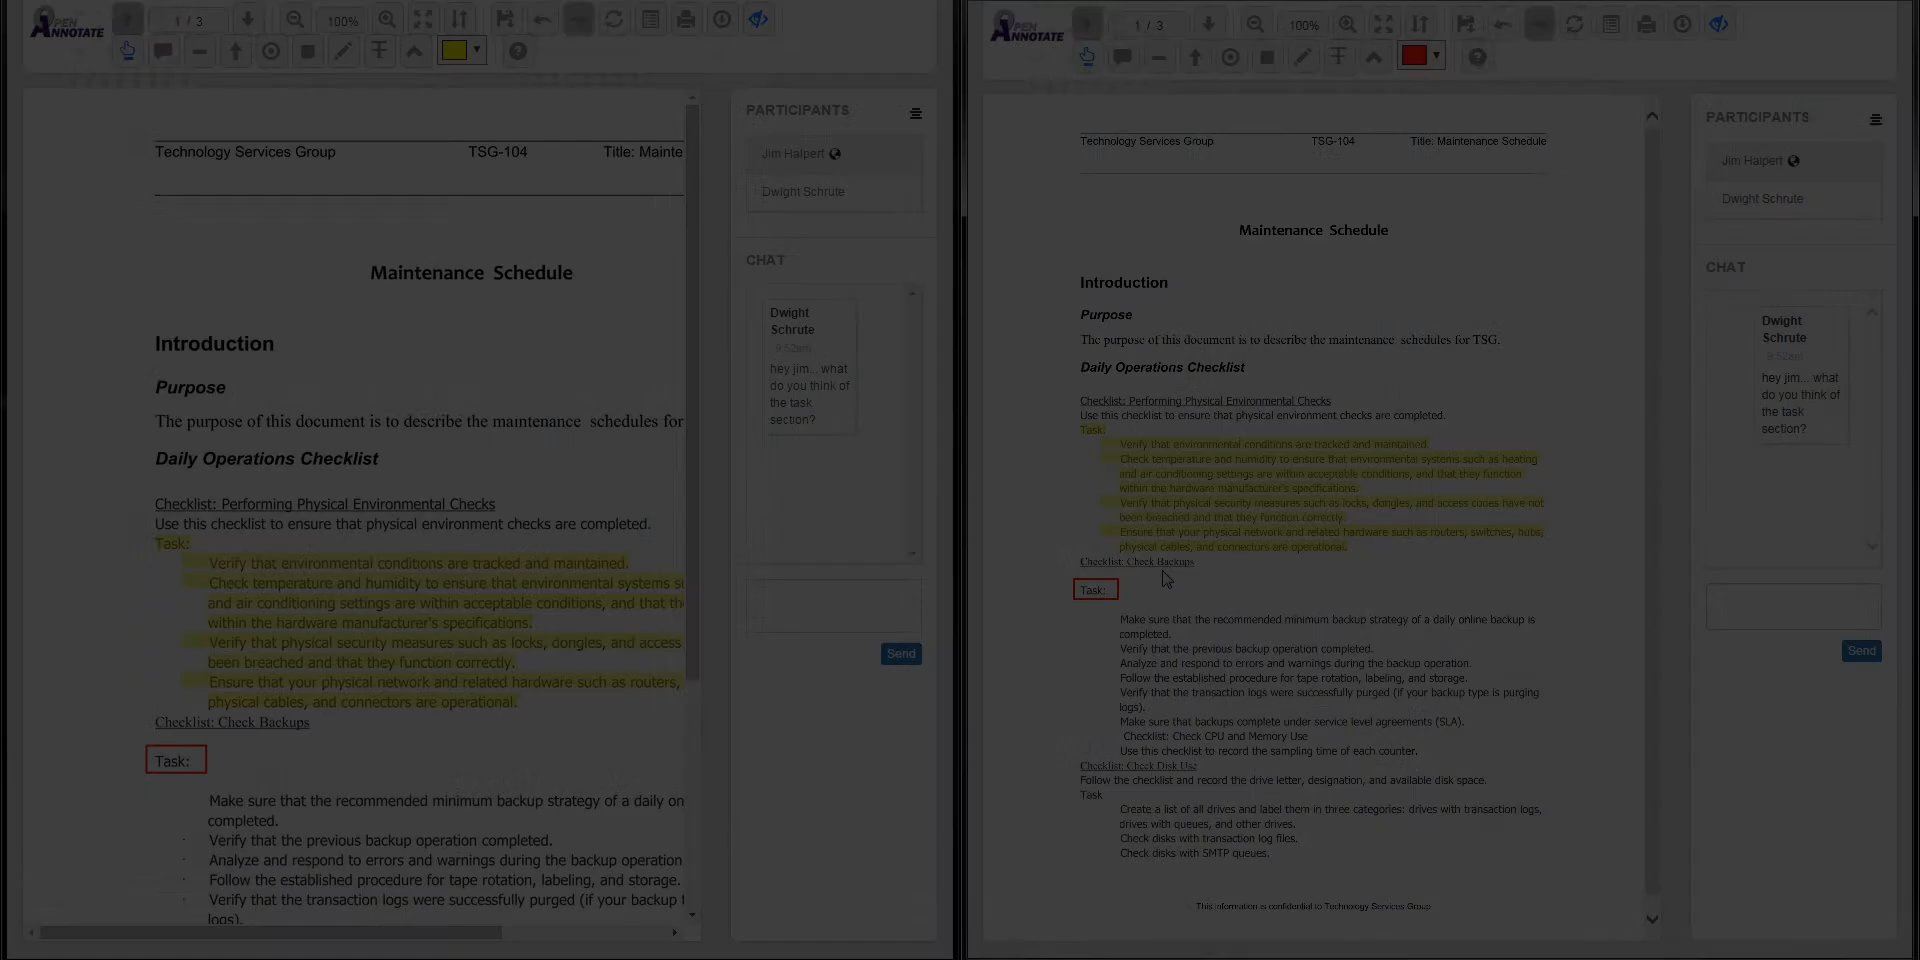 OPEN
ANNOTATE
1 / 3
100%
Technology Services Group TSG-104 Title: Mainte
Maintenance Schedule
Introduction
Purpose
The purpose of this document is to describe the maintenance schedules for
Daily Operations Checklist
Checklist: Performing Physical Environmental Checks
Use this checklist to ensure that physical environment checks are completed.
Task:
Verify that environmental conditions are tracked and maintained.
Check temperature and humidity to ensure that environmental systems su
and air conditioning settings are within acceptable conditions, and that the
within the hardware manufacturer's specifications.
Verify that physical security measures such as locks, dongles, and access
been breached and that they function correctly.
Ensure that your physical network and related hardware such as routers,
physical cables, and connectors are operational.
Checklist: Check Backups
Task:
Make sure that the recommended minimum backup strategy of a daily on
completed.
· Verify that the previous backup operation completed.
· Analyze and respond to errors and warnings during the backup operation
· Follow the established procedure for tape rotation, labeling, and storage.
· Verify that the transaction logs were successfully purged (if your backup t
logs).
PARTICIPANTS
Jim Halpert
Dwight Schrute
CHAT
Dwight
Schrute
9:52am
hey jim... what
do you think of
the task
section?
Send
OPEN
ANNOTATE
1 / 3
100%
Technology Services Group TSG-104 Title: Maintenance Schedule
Maintenance Schedule
Introduction
Purpose
The purpose of this document is to describe the maintenance schedules for TSG.
Daily Operations Checklist
Checklist: Performing Physical Environmental Checks
Use this checklist to ensure that physical environment checks are completed.
Task:
Verify that environmental conditions are tracked and maintained.
Check temperature and humidity to ensure that environmental systems such as heating
and air conditioning settings are within acceptable conditions, and that they function
within the hardware manufacturer's specifications.
Verify that physical security measures such as locks, dongles, and access codes have not
been breached and that they function correctly.
Ensure that your physical network and related hardware such as routers, switches, hubs,
physical cables, and connectors are operational.
Checklist: Check Backups
Task:
Make sure that the recommended minimum backup strategy of a daily online backup is
completed.
Verify that the previous backup operation completed.
Analyze and respond to errors and warnings during the backup operation.
Follow the established procedure for tape rotation, labeling, and storage.
Verify that the transaction logs were successfully purged (if your backup type is purging
logs).
Make sure that backups complete under service level agreements (SLA).
Checklist: Check CPU and Memory Use
Use this checklist to record the sampling time of each counter.
Checklist: Check Disk Use
Follow the checklist and record the drive letter, designation, and available disk space.
Task
Create a list of all drives and label them in three categories: drives with transaction logs,
drives with queues, and other drives.
Check disks with transaction log files.
Check disks with SMTP queues.
This information is confidential to Technology Services Group
PARTICIPANTS
Jim Halpert
Dwight Schrute
CHAT
Dwight
Schrute
9:52am
hey jim... what
do you think of
the task
section?
Send